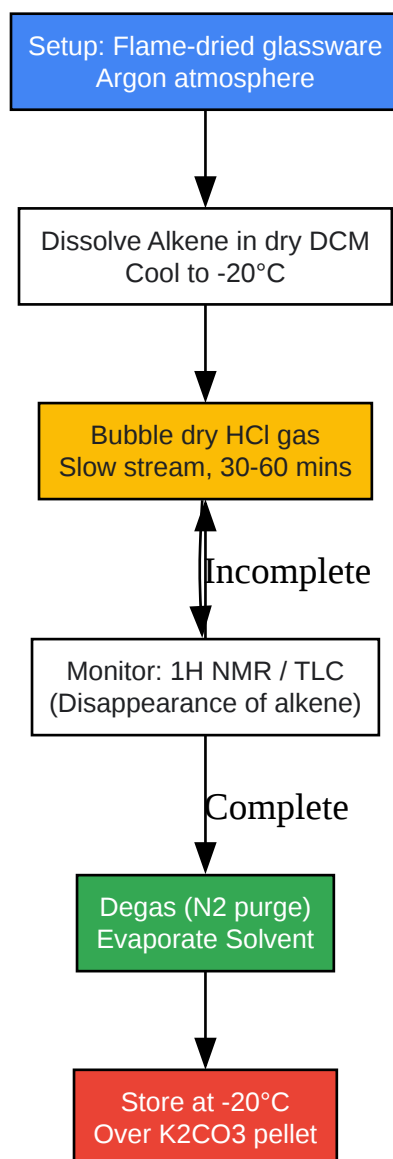 Setup: Flame-dried glassware
Argon atmosphere
Dissolve Alkene in dry DCM
Cool to -20°C
Bubble dry HCl gas
Slow stream, 30-60 mins
Incomplete
Monitor: 1H NMR / TLC
(Disappearance of alkene)
Complete
Degas (N2 purge)
Evaporate Solvent
Store at -20°C
Over K2CO3 pellet